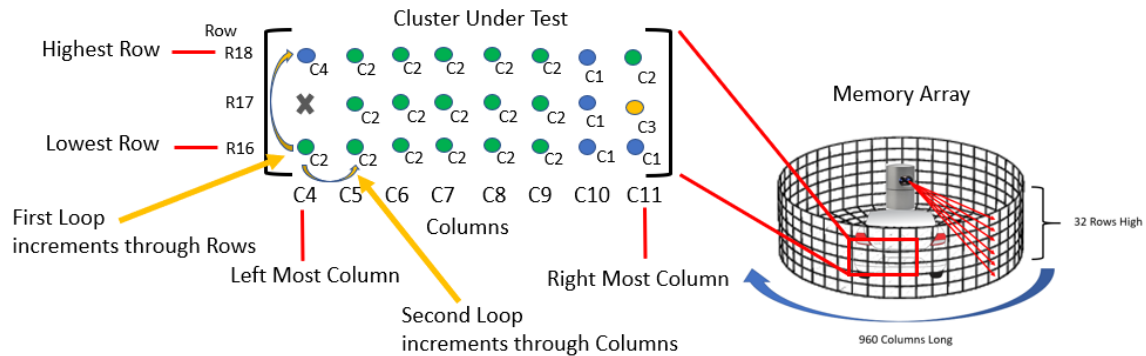 Cluster Under Test
Row
Highest Row R18
C4 C2 C2 C2 C2 C2 C1 C2
R17
C2 C2 C2 C2 C2 C1 C3
Lowest Row R16
C2 C2 C2 C2 C2 C2 C1 C1
C4 C5 C6 C7 C8 C9 C10 C11
Columns
First Loop
increments through Rows
Left Most Column
Right Most Column
Second Loop
increments through Columns
Memory Array
32 Rows High
960 Columns Long